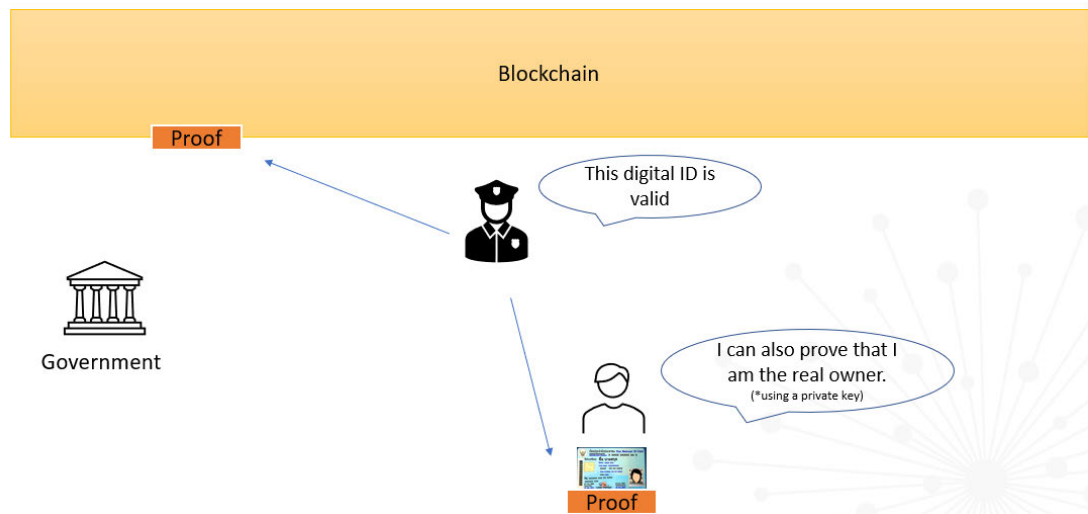 Blockchain
Proof
This digital ID is
valid
Government
I can also prove that I
am the real owner.
(*using a private key)
Proof